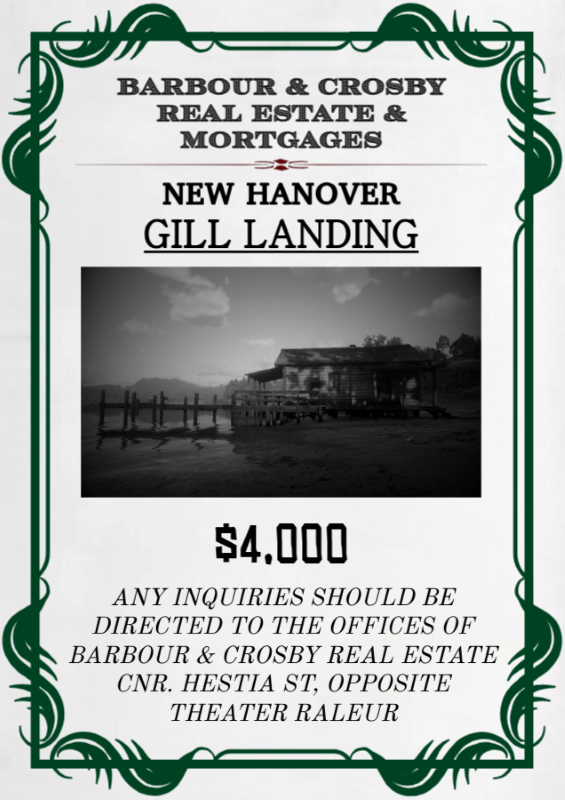 BARBOUR & CROSBY
REAL ESTATE &
MORTGAGES
NEW HANOVER
GILL LANDING
$4,000
ANY INQUIRIES SHOULD BE
DIRECTED TO THE OFFICES OF
BARBOUR & CROSBY REAL ESTATE
CNR. HESTIA ST, OPPOSITE
THEATER RALEUR